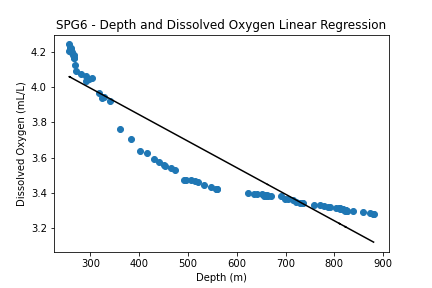 SPG6 - Depth and Dissolved Oxygen Linear Regression
Dissolved Oxygen (mL/L)
4.2
4.0
3.8
3.6
3.4
3.2
300 400 500 600 700 800 900
Depth (m)